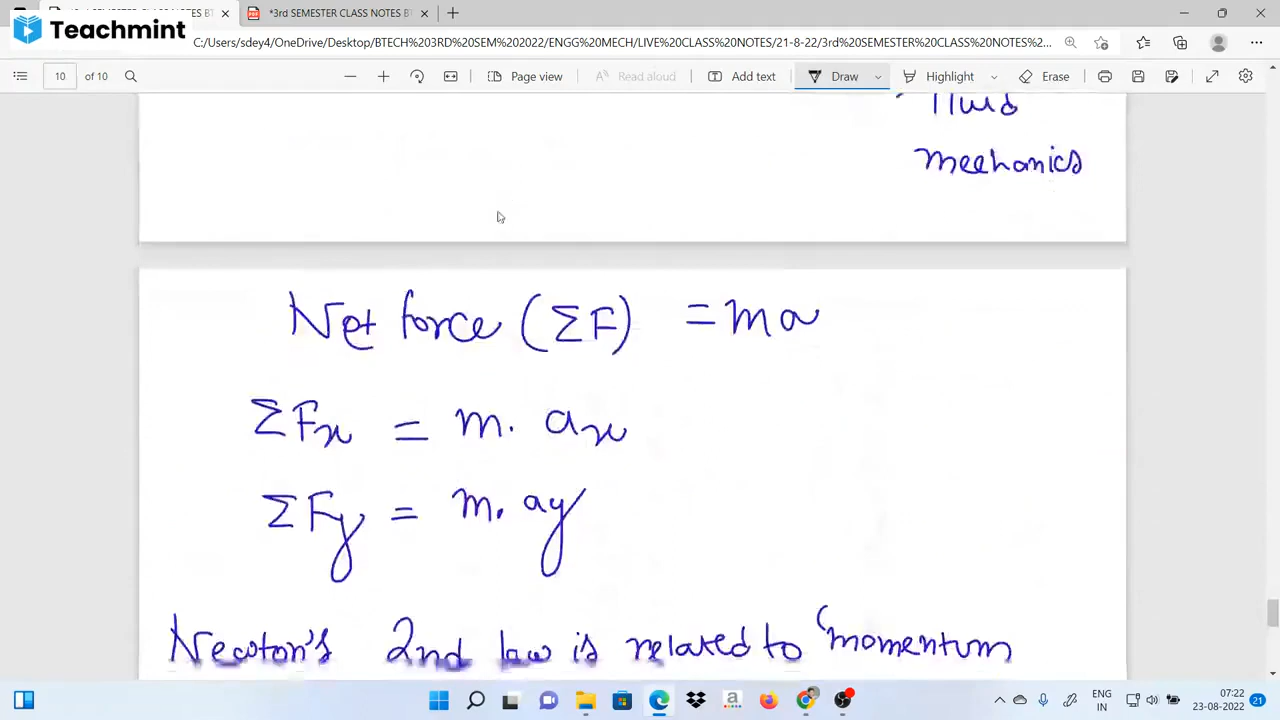 *3rd SEMESTER CLASS NOTES BY
Teachmint
C:/Users/sdey4/OneDrive/Desktop/BTECH%203RD%20SEM%202022/ENGG%20MECH/LIVE%20CLASS%20NOTES/21-8-22/3rd%20SEMESTER%20CLASS%20NOTES%2...
10 of 10
Page view
Read aloud
Add text
Draw
Highlight
Erase
Fluid
mechanics
Net force (ΣF) = ma
ΣFx = m. ax
ΣFy = m. ay
Newton's 2nd law is related to (momentum
ENG
IN
07:22
23-08-2022
21